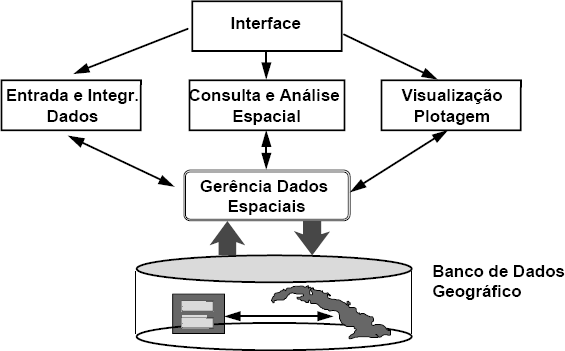 Interface
Entrada e Integr.
Dados
Consulta e Análise
Espacial
Visualização
Plotagem
Gerência Dados
Espaciais
Banco de Dados
Geográfico